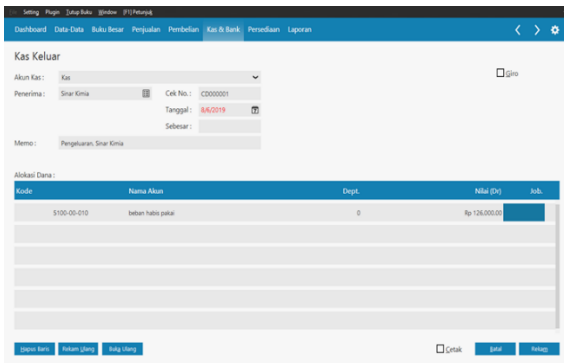 Setting Plugin Tutup Buku Window [F1] Petunjuk
Dashboard Data-Data Buku Besar Penjualan Pembelian Kas & Bank Persediaan Laporan
Kas Keluar
Akun Kas : Kas Giro
Penerima : Sinar Kimia Cek No. : CD000001
Tanggal : 8/6/2019
Sebesar :
Memo : Pengeluaran, Sinar Kimia
Alokasi Dana :
Kode Nama Akun Dept. Nilai (Dr) Job.
5100-00-010 beban habis pakai 0 Rp 126,000.00
Hapus Baris Rekam Ulang Buka Ulang Cetak Batal Rekam